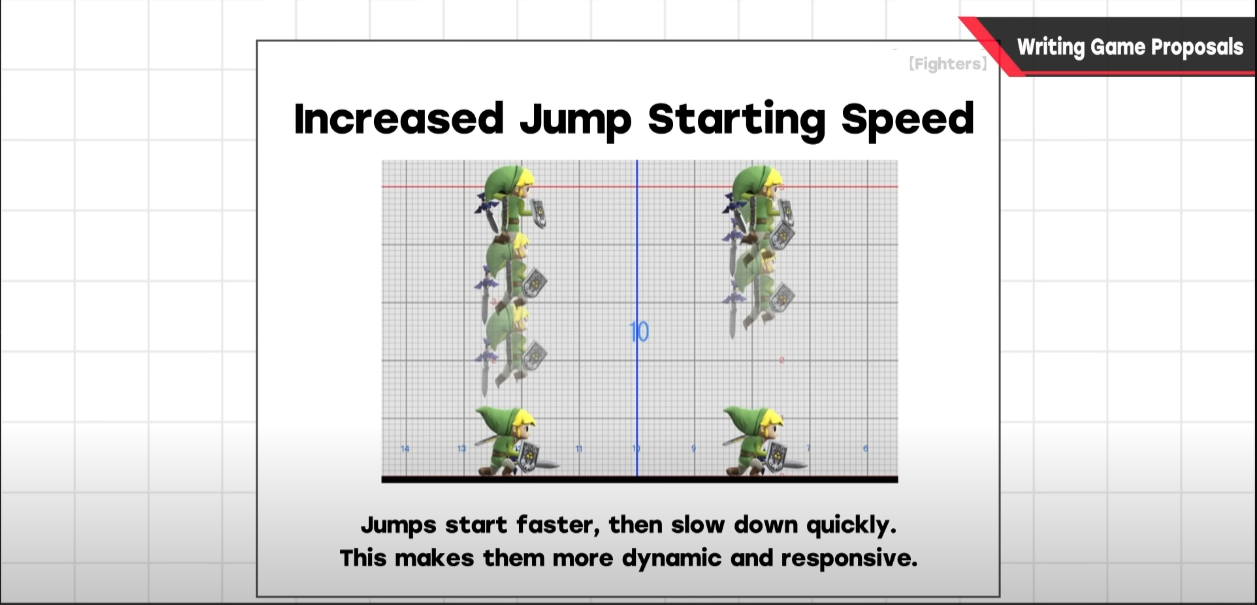 Writing Game Proposals
[Fighters]
Increased Jump Starting Speed
10
14 13 11 10 9 7 6
Jumps start faster, then slow down quickly.
This makes them more dynamic and responsive.